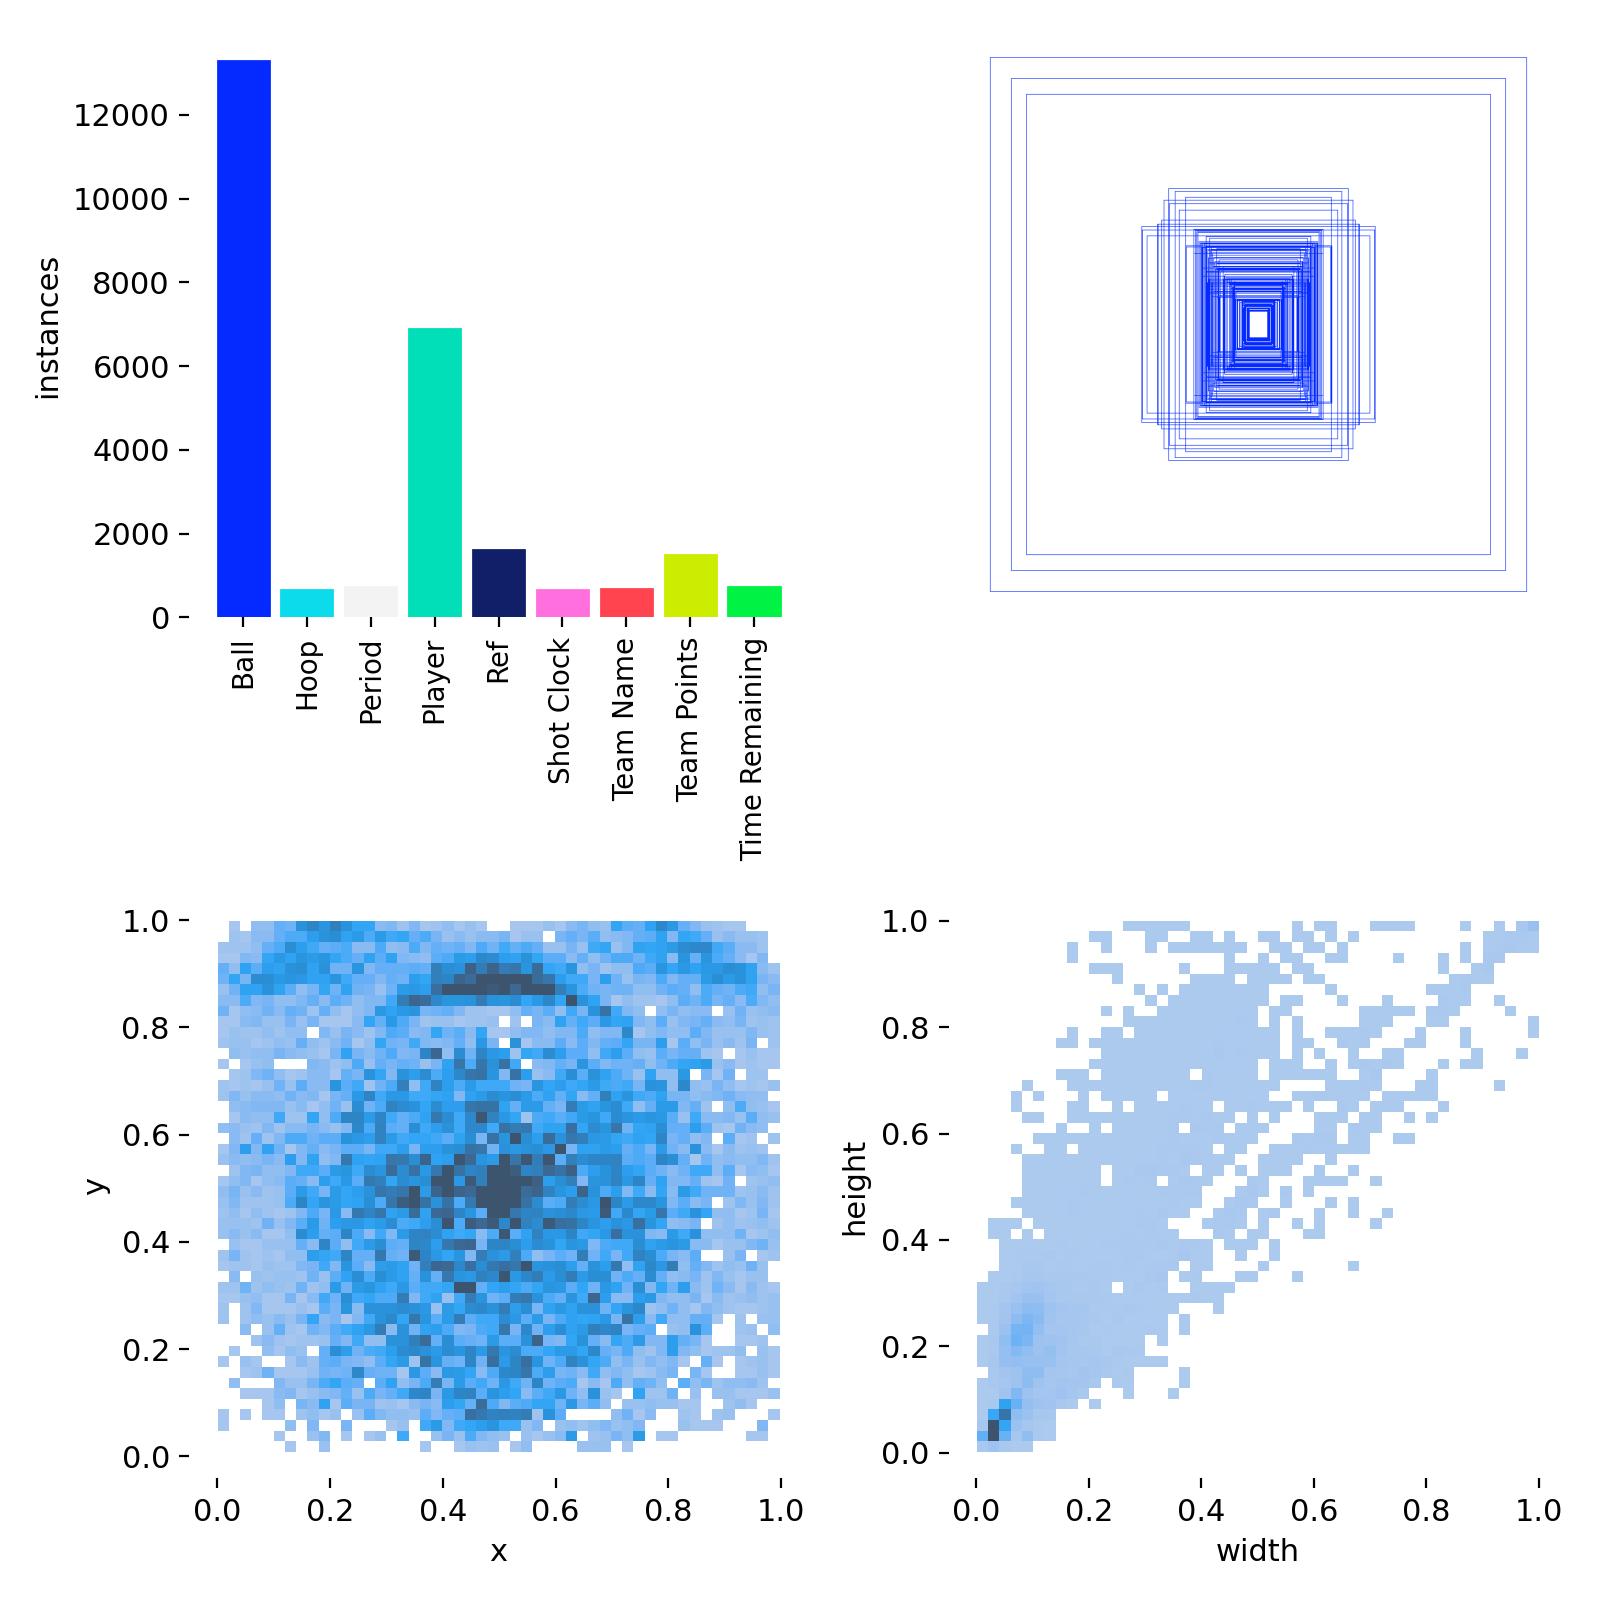 12000
10000
8000
6000
4000
2000
0
instances
Ball
Hoop
Period
Player
Ref
Shot Clock
Team Name
Team Points
Time Remaining
1.0
0.8
0.6
0.4
0.2
0.0
y
0.0 0.2 0.4 0.6 0.8 1.0
x
1.0
0.8
0.6
0.4
0.2
0.0
height
0.0 0.2 0.4 0.6 0.8 1.0
width